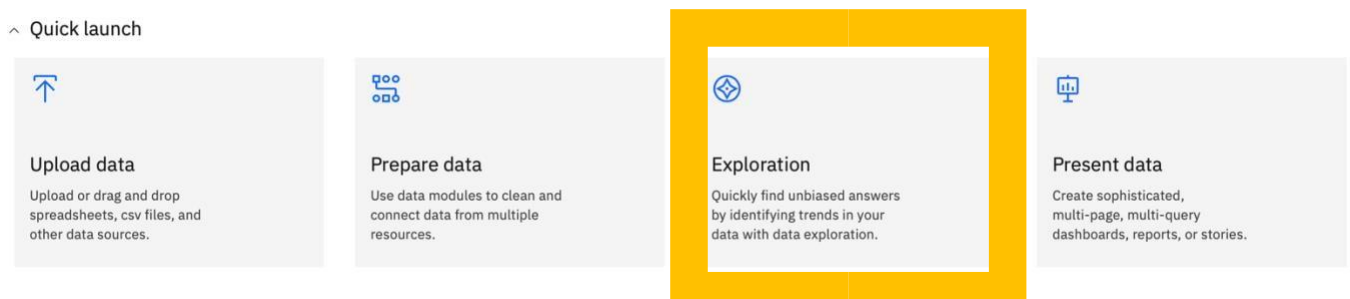 Quick launch
Upload data
Upload or drag and drop
spreadsheets, csv files, and
other data sources.
Prepare data
Use data modules to clean and
connect data from multiple
resources.
Exploration
Quickly find unbiased answers
by identifying trends in your
data with data exploration.
Present data
Create sophisticated,
multi-page, multi-query
dashboards, reports, or stories.